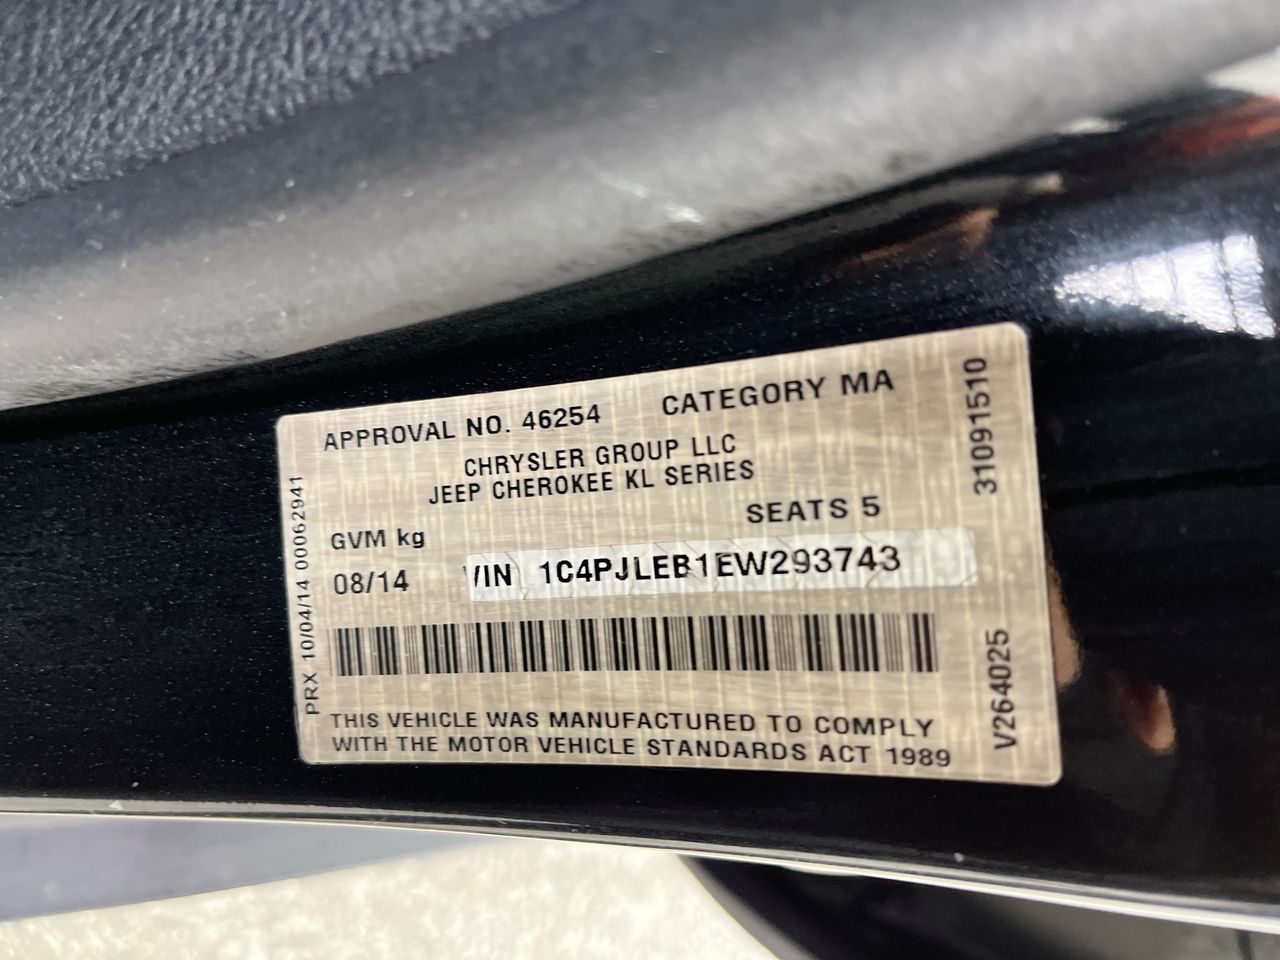 APPROVAL NO. 46254 CATEGORY MA
CHRYSLER GROUP LLC
JEEP CHEROKEE KL SERIES
SEATS 5
GVM kg
08/14 VIN 1C4PJLEB1EW293743
THIS VEHICLE WAS MANUFACTURED TO COMPLY
WITH THE MOTOR VEHICLE STANDARDS ACT 1989
PRX 10/04/14 00062941
31091510
V264025